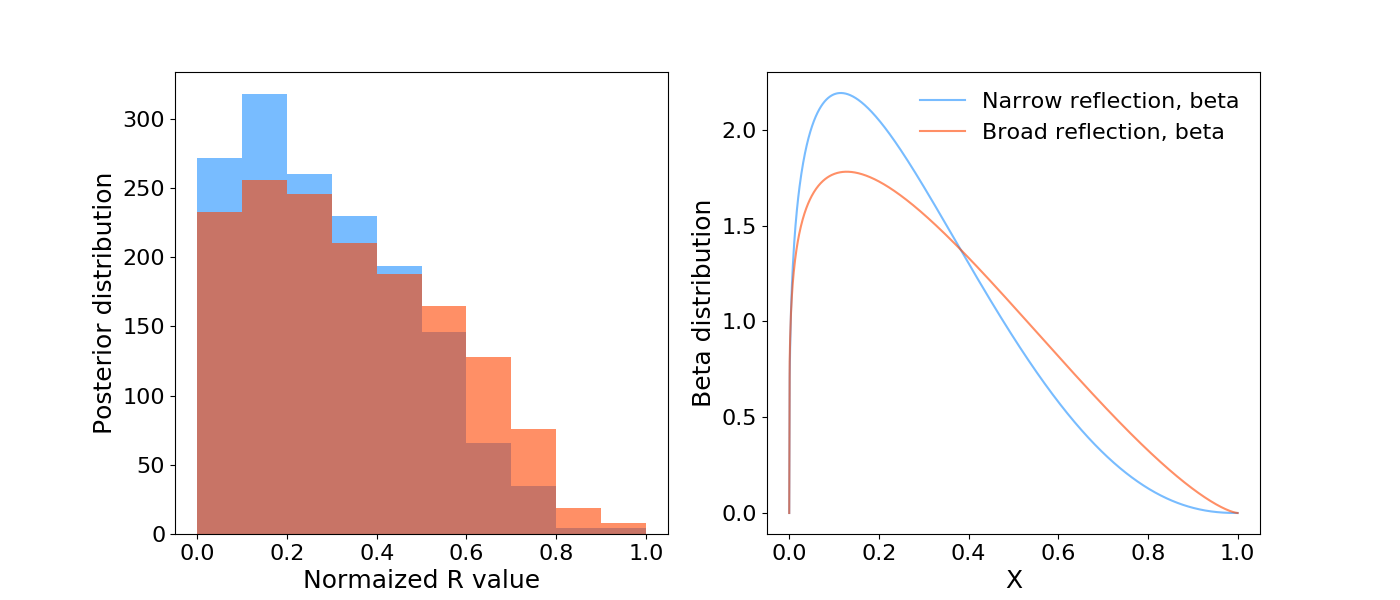 Posterior distribution
300
250
200
150
100
50
0
0.0 0.2 0.4 0.6 0.8 1.0
Normaized R value
Beta distribution
2.0
1.5
1.0
0.5
0.0
Narrow reflection, beta
Broad reflection, beta
0.0 0.2 0.4 0.6 0.8 1.0
X